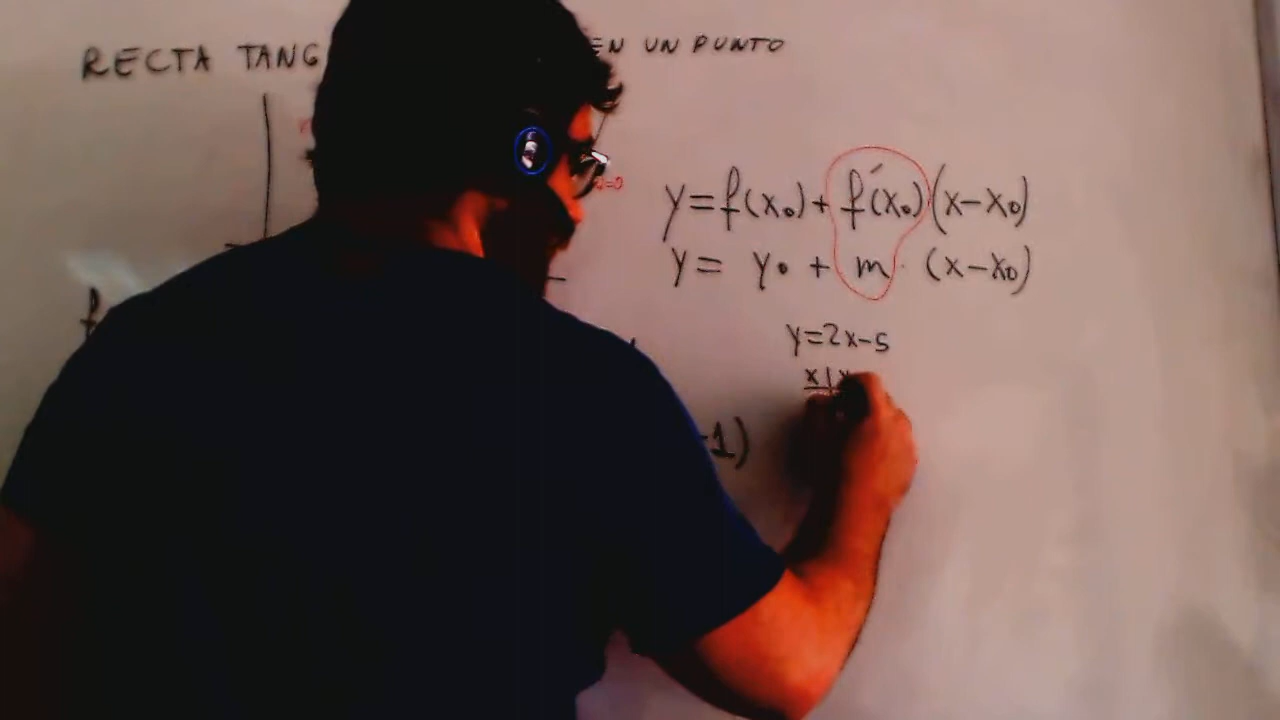 RECTA TANG EN UN PUNTO
y=f(x₀)+f'(x₀)(x-x₀)
y= y₀ + m·(x-x₀)
y=2x-5
x|y
-1)